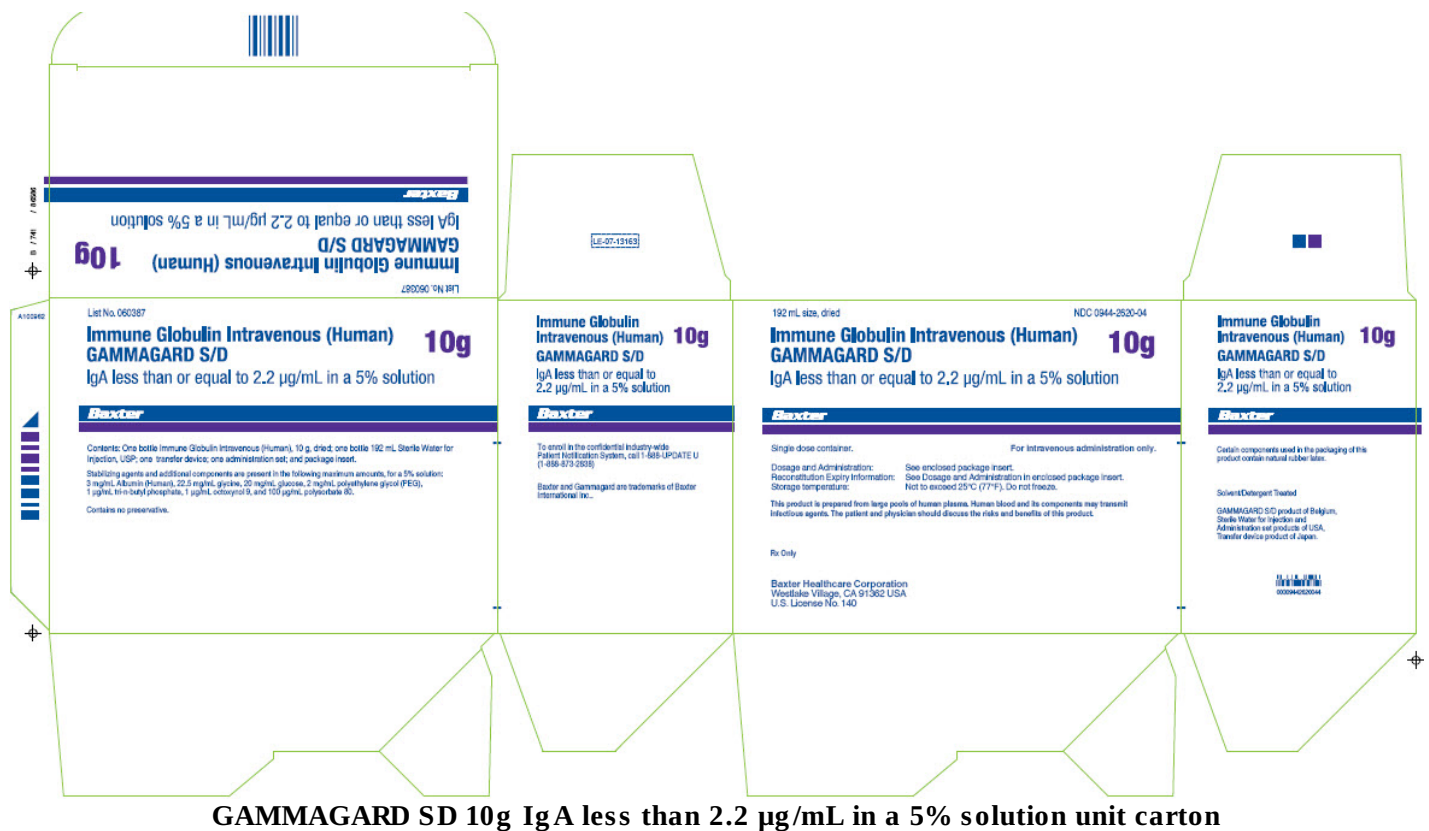 B / 741 / 86586
List No. 060387
Immune Globulin Intravenous (Human)
GAMMAGARD S/D
10g
IgA less than or equal to 2.2 µg/mL in a 5% solution
Baxter
A100962
List No. 060387
Immune Globulin Intravenous (Human)
GAMMAGARD S/D
10g
IgA less than or equal to 2.2 µg/mL in a 5% solution
Baxter
Contents: One bottle Immune Globulin Intravenous (Human), 10 g, dried; one bottle 192 mL Sterile Water for
Injection, USP; one transfer device; one administration set; and package insert.
Stabilizing agents and additional components are present in the following maximum amounts, for a 5% solution:
3 mg/mL Albumin (Human), 22.5 mg/mL glycine, 20 mg/mL glucose, 2 mg/mL polyethylene glycol (PEG),
1 µg/mL tri-n-butyl phosphate, 1 µg/mL octoxynol 9, and 100 µg/mL polysorbate 80.
Contains no preservative.
LE-07-13163
Immune Globulin
Intravenous (Human)
10g
GAMMAGARD S/D
IgA less than or equal to
2.2 µg/mL in a 5% solution
Baxter
To enroll in the confidential industry-wide
Patient Notification System, call 1-888-UPDATE U
(1-888-873-2838)
Baxter and Gammagard are trademarks of Baxter
International Inc..
192 mL size, dried
NDC 0944-2620-04
Immune Globulin Intravenous (Human)
GAMMAGARD S/D
10g
IgA less than or equal to 2.2 µg/mL in a 5% solution
Baxter
Single dose container.
For intravenous administration only.
Dosage and Administration: See enclosed package insert.
Reconstitution Expiry Information: See Dosage and Administration in enclosed package insert.
Storage temperature: Not to exceed 25°C (77°F). Do not freeze.
This product is prepared from large pools of human plasma. Human blood and its components may transmit
infectious agents. The patient and physician should discuss the risks and benefits of this product.
Rx Only
Baxter Healthcare Corporation
Westlake Village, CA 91362 USA
U.S. License No. 140
Immune Globulin
Intravenous (Human)
10g
GAMMAGARD S/D
IgA less than or equal to
2.2 µg/mL in a 5% solution
Baxter
Certain components used in the packaging of this
product contain natural rubber latex.
Solvent/Detergent Treated
GAMMAGARD S/D product of Belgium,
Sterile Water for Injection and
Administration set products of USA,
Transfer device product of Japan.
00309442620044
GAMMAGARD SD 10g IgA less than 2.2 µg/mL in a 5% solution unit carton